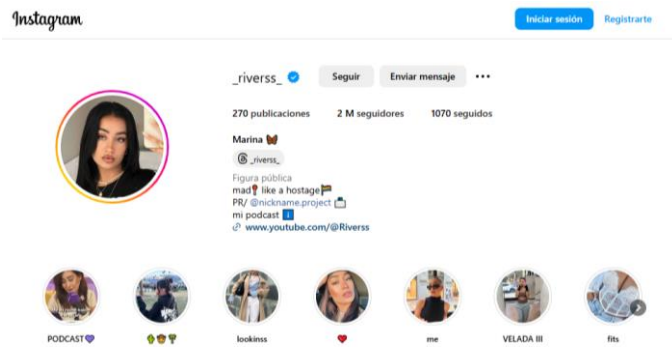 Instagram
Iniciar sesión
Registrarte
_riverss_
Seguir
Enviar mensaje
270 publicaciones
2 M seguidores
1070 seguidos
Marina 🦋
_riverss_
Figura pública
mad📍 like a hostage
PR/ @nickname.project
mi podcast ℹ️
www.youtube.com/@Riverss
PODCAST💜
lookinss
❤️
me
VELADA III
fits